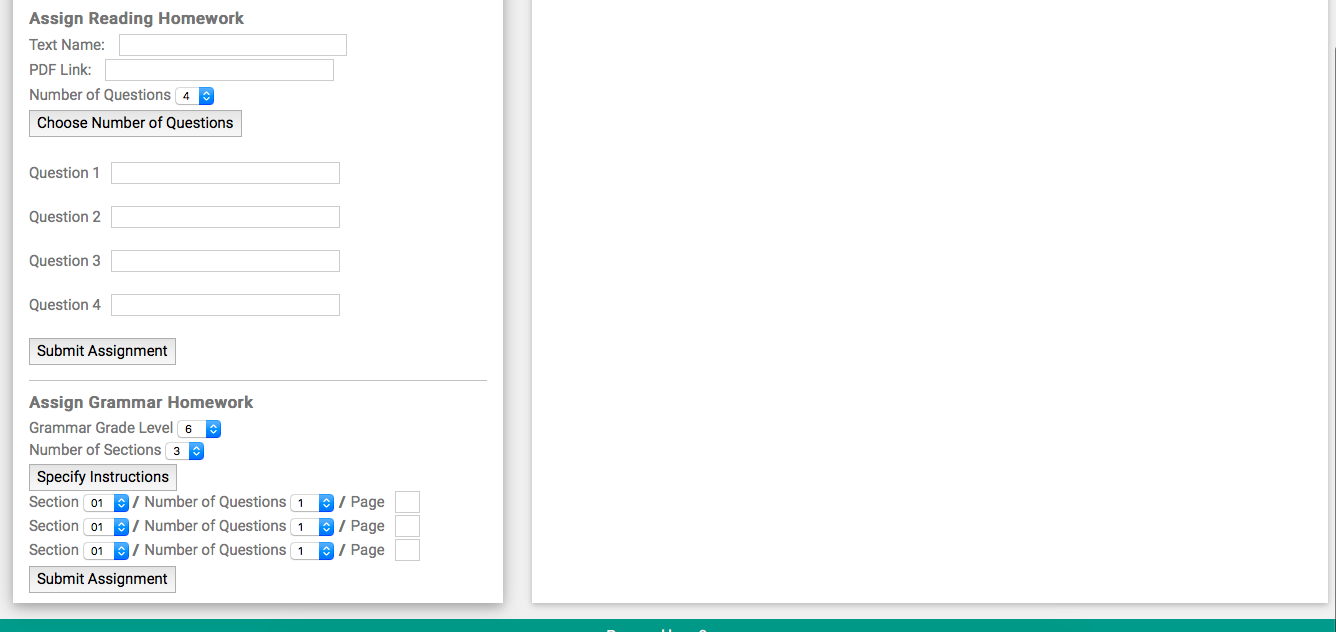 Assign Reading Homework
Text Name:
PDF Link:
Number of Questions 4
Choose Number of Questions
Question 1
Question 2
Question 3
Question 4
Submit Assignment
Assign Grammar Homework
Grammar Grade Level 6
Number of Sections 3
Specify Instructions
Section 01 / Number of Questions 1 / Page
Section 01 / Number of Questions 1 / Page
Section 01 / Number of Questions 1 / Page
Submit Assignment